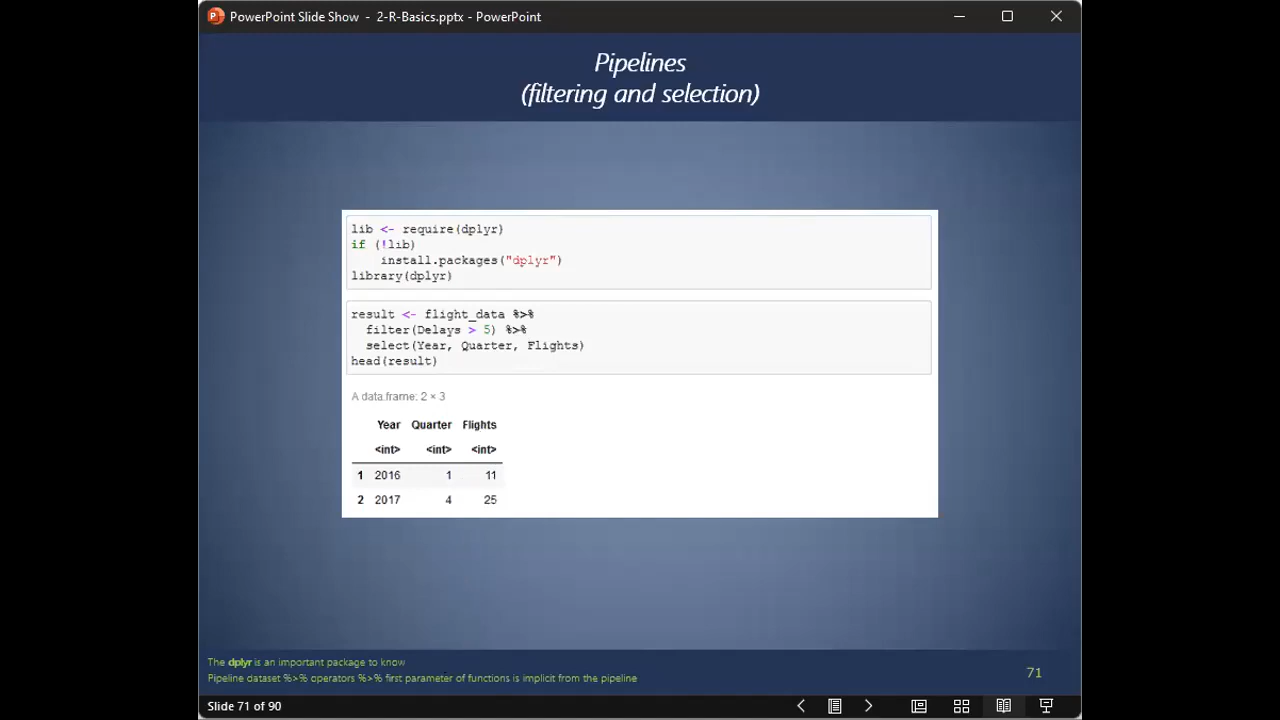 PowerPoint Slide Show - 2-R-Basics.pptx - PowerPoint
Pipelines
(filtering and selection)
lib <- require(dplyr)
if (!lib)
    install.packages("dplyr")
library(dplyr)
result <- flight_data %>%
  filter(Delays > 5) %>%
  select(Year, Quarter, Flights)
head(result)
A data.frame: 2 × 3
Year Quarter Flights
<int> <int> <int>
1 2016 1 11
2 2017 4 25
The dplyr is an important package to know
Pipeline dataset %>% operators %>% first parameter of functions is implicit from the pipeline
71
Slide 71 of 90